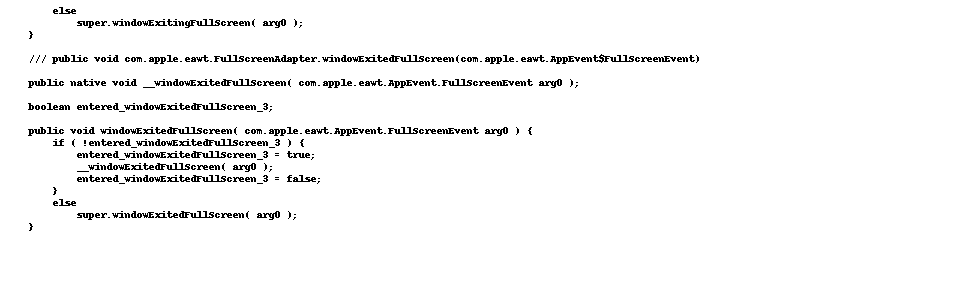 else
super.windowExitingFullScreen( arg0 );
}
/// public void com.apple.eawt.FullScreenAdapter.windowExitedFullScreen(com.apple.eawt.AppEvent$FullScreenEvent)
public native void __windowExitedFullScreen( com.apple.eawt.AppEvent.FullScreenEvent arg0 );
boolean entered_windowExitedFullScreen_3;
public void windowExitedFullScreen( com.apple.eawt.AppEvent.FullScreenEvent arg0 ) {
if ( !entered_windowExitedFullScreen_3 ) {
entered_windowExitedFullScreen_3 = true;
__windowExitedFullScreen( arg0 );
entered_windowExitedFullScreen_3 = false;
}
else
super.windowExitedFullScreen( arg0 );
}